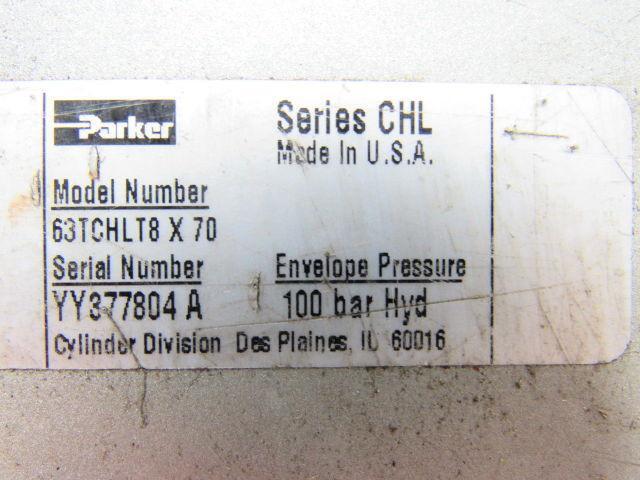 Parker
Series CHL
Made In U.S.A.
Model Number
63TCHLT8 X 70
Serial Number
Envelope Pressure
YY377804 A
100 bar Hyd
Cylinder Division Des Plaines, IL 60016